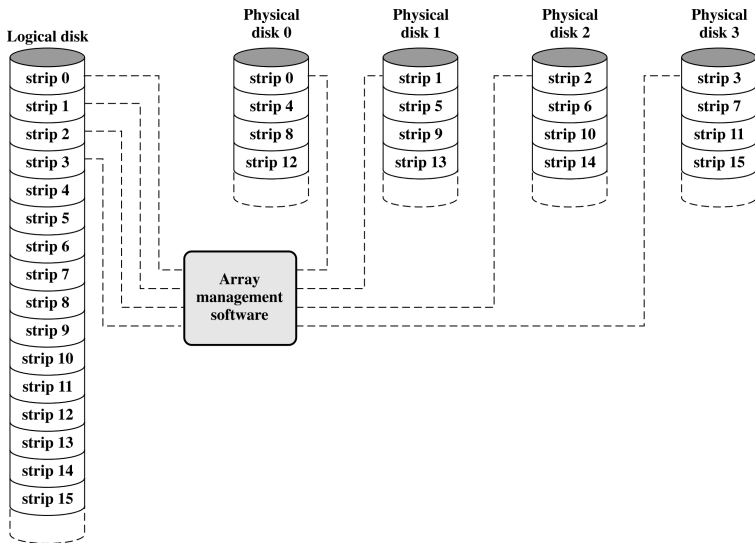 Logical disk
strip 0
strip 1
strip 2
strip 3
strip 4
strip 5
strip 6
strip 7
strip 8
strip 9
strip 10
strip 11
strip 12
strip 13
strip 14
strip 15
Physical
disk 0
strip 0
strip 4
strip 8
strip 12
Physical
disk 1
strip 1
strip 5
strip 9
strip 13
Physical
disk 2
strip 2
strip 6
strip 10
strip 14
Physical
disk 3
strip 3
strip 7
strip 11
strip 15
Array
management
software